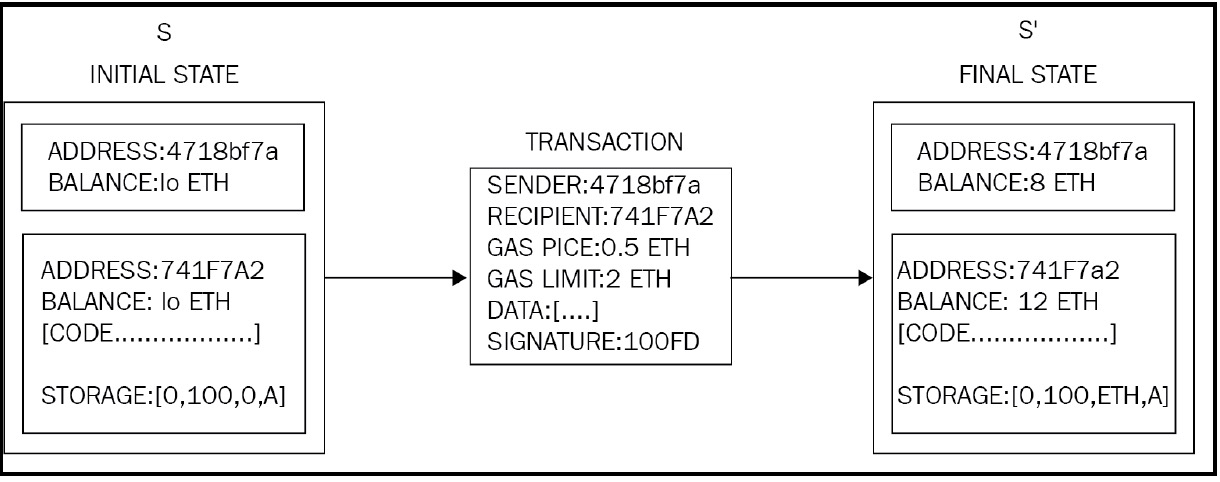 S
INITIAL STATE
ADDRESS:4718bf7a
BALANCE:lo ETH
ADDRESS:741F7A2
BALANCE: lo ETH
[CODE..................]
STORAGE:[0,100,0,A]
TRANSACTION
SENDER:4718bf7a
RECIPIENT:741F7A2
GAS PICE:0.5 ETH
GAS LIMIT:2 ETH
DATA:[....]
SIGNATURE:100FD
S'
FINAL STATE
ADDRESS:4718bf7a
BALANCE:8 ETH
ADDRESS:741F7a2
BALANCE: 12 ETH
[CODE..................]
STORAGE:[0,100,ETH,A]